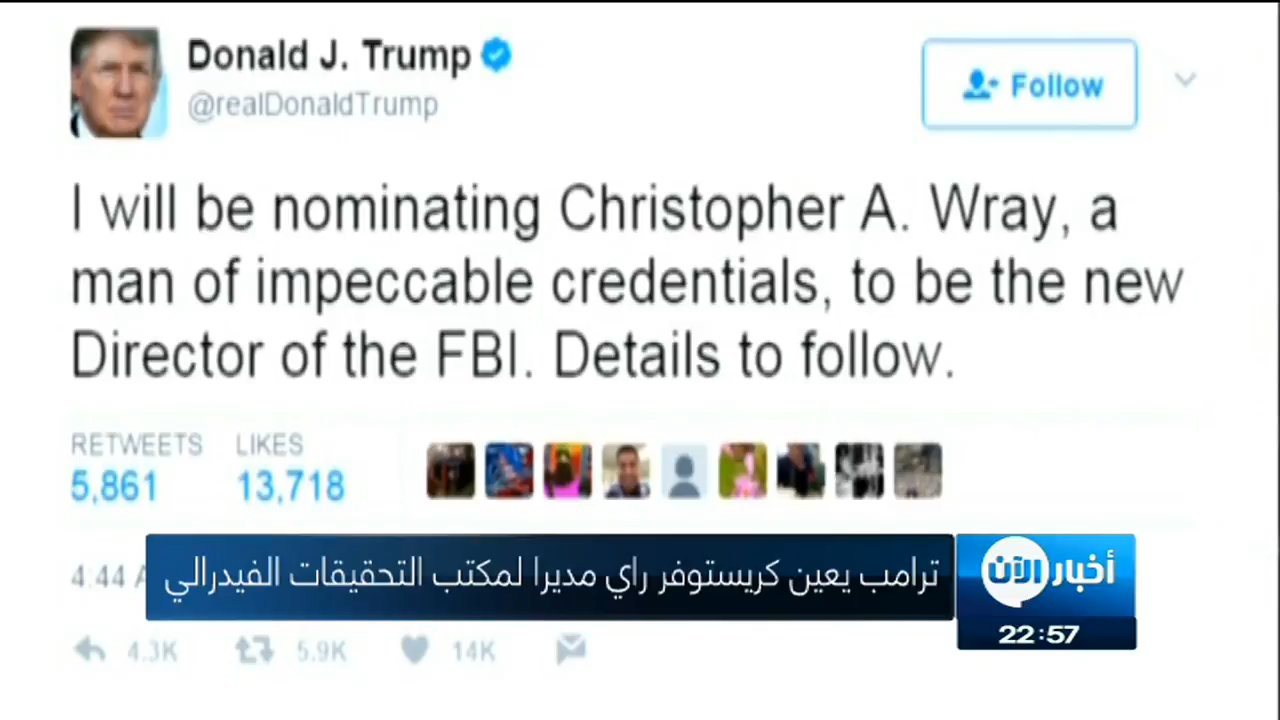 Donald J. Trump
@realDonaldTrump
Follow
I will be nominating Christopher A. Wray, a
man of impeccable credentials, to be the new
Director of the FBI. Details to follow.
RETWEETS LIKES
5,861 13,718
4:44 A
ترامب يعين كريستوفر راي مديرا لمكتب التحقيقات الفيدرالي
أخبار الآن
22:57
4.3K 5.9K 14K